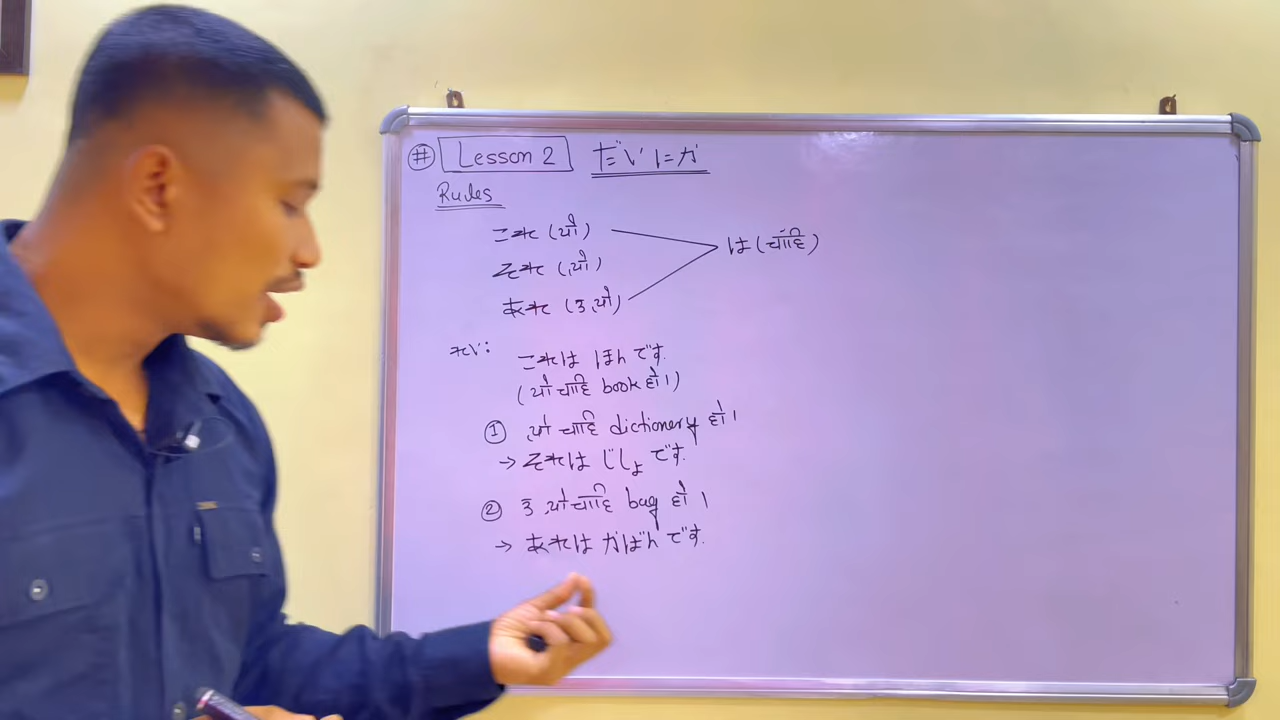 # Lesson 2 だい1=か
Rules
これ (यो)
それ (त्यो)
あれ (ऊ त्यो)
は (चाँहि)
れい:
これは ほんです.
(यो चाहि book हो।)
① त्यो चाहि dictionery हो।
→ それは じしょです.
② ऊ त्यो चाहि bag हो।
→ あれは かばんです.